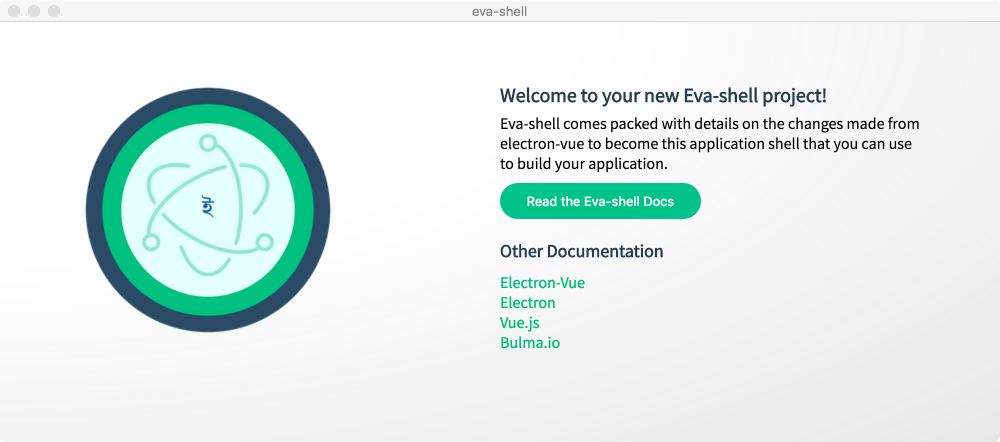 eva-shell
Welcome to your new Eva-shell project!
Eva-shell comes packed with details on the changes made from
electron-vue to become this application shell that you can use
to build your application.
Read the Eva-shell Docs
Other Documentation
Electron-Vue
Electron
Vue.js
Bulma.io